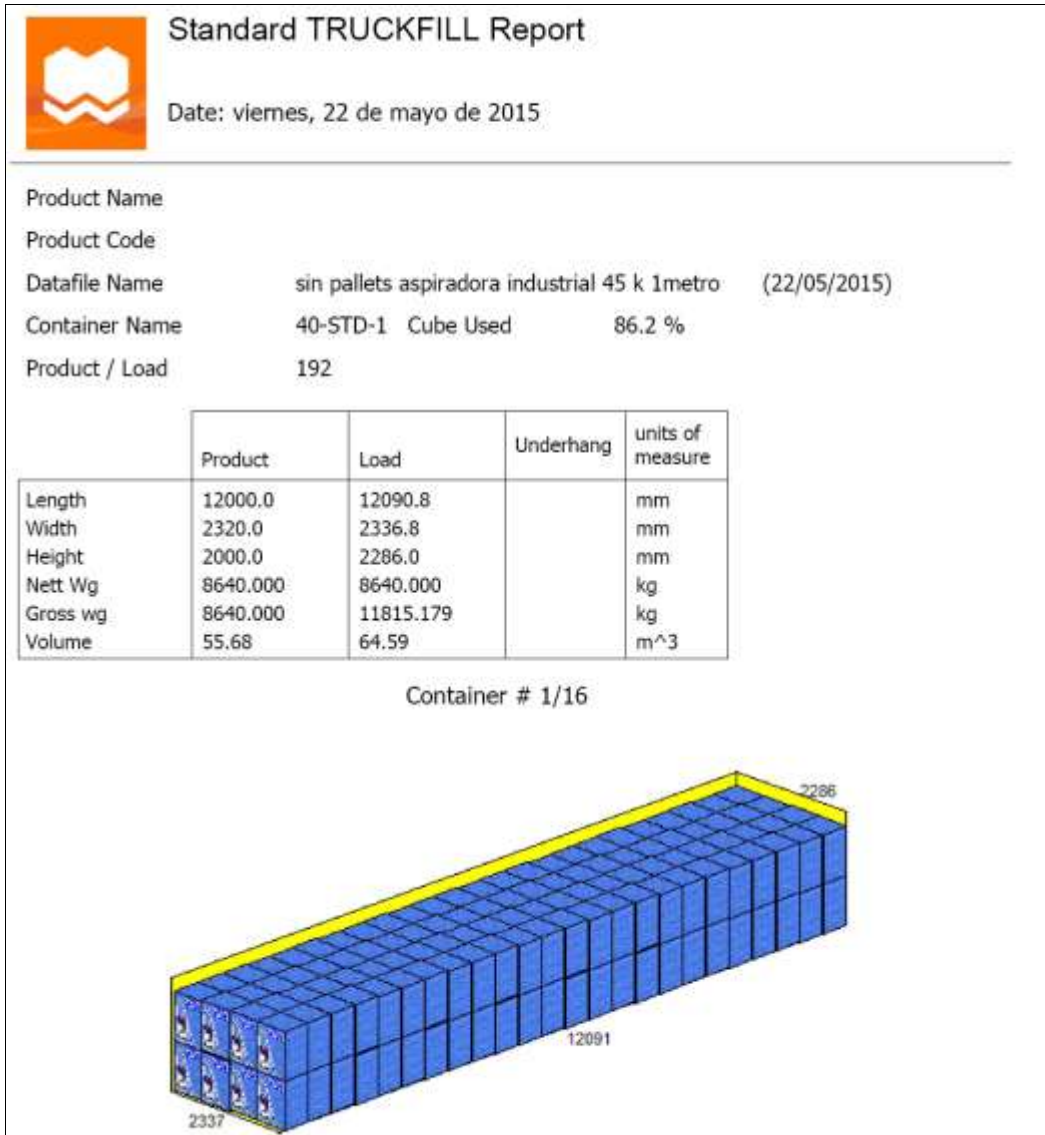 Standard TRUCKFILL Report
Date: viernes, 22 de mayo de 2015
Product Name
Product Code
Datafile Name sin pallets aspiradora industrial 45 k 1metro (22/05/2015)
Container Name 40-STD-1 Cube Used 86.2 %
Product / Load 192
Product Load Underhang units of measure
Length 12000.0 12090.8 mm
Width 2320.0 2336.8 mm
Height 2000.0 2286.0 mm
Nett Wg 8640.000 8640.000 kg
Gross wg 8640.000 11815.179 kg
Volume 55.68 64.59 m^3
Container # 1/16
2286
12091
2337